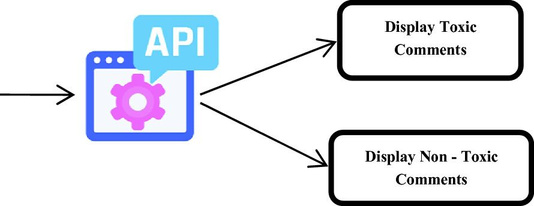 API
Display Toxic
Comments
Display Non - Toxic
Comments